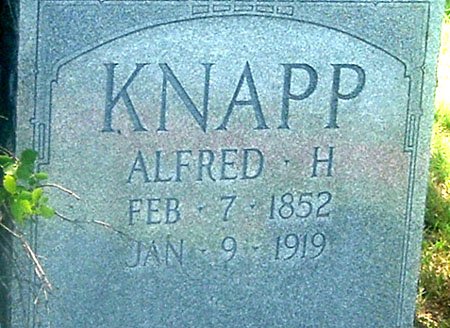 KNAPP
ALFRED · H
FEB · 7 · 1852
JAN · 9 · 1919